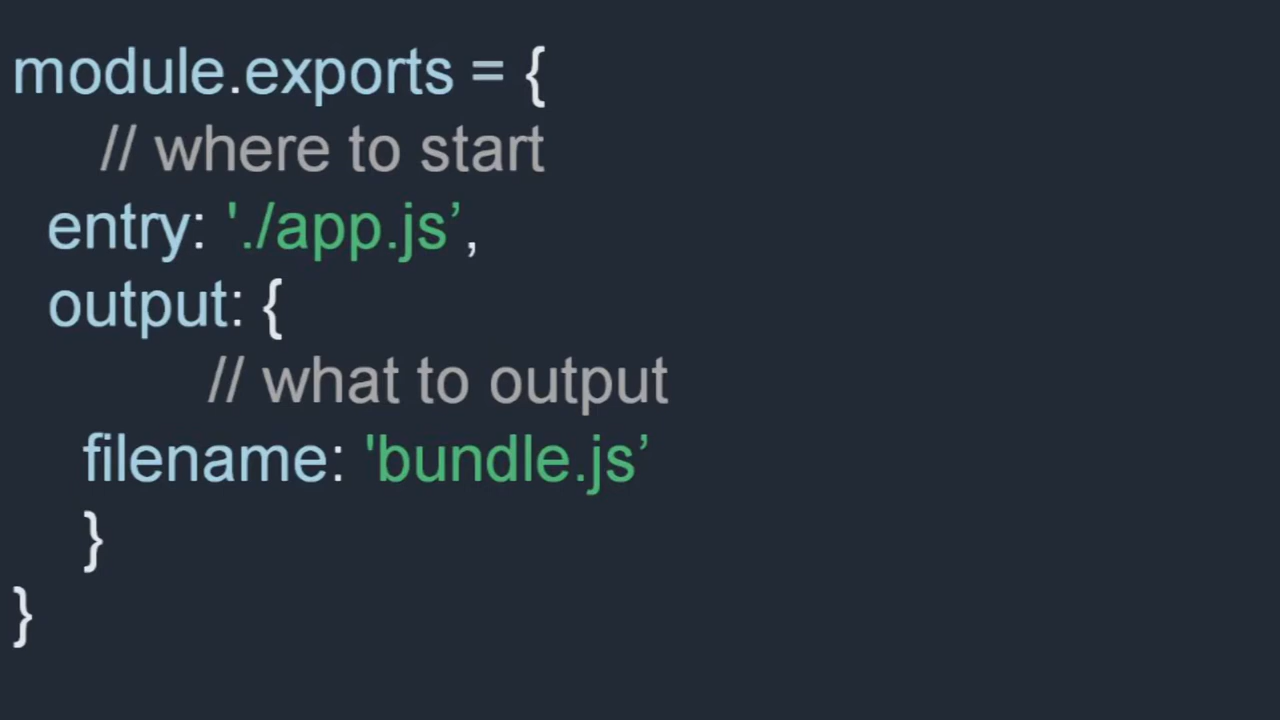 module.exports = {
// where to start
entry: './app.js’,
output: {
// what to output
filename: 'bundle.js’
}
}